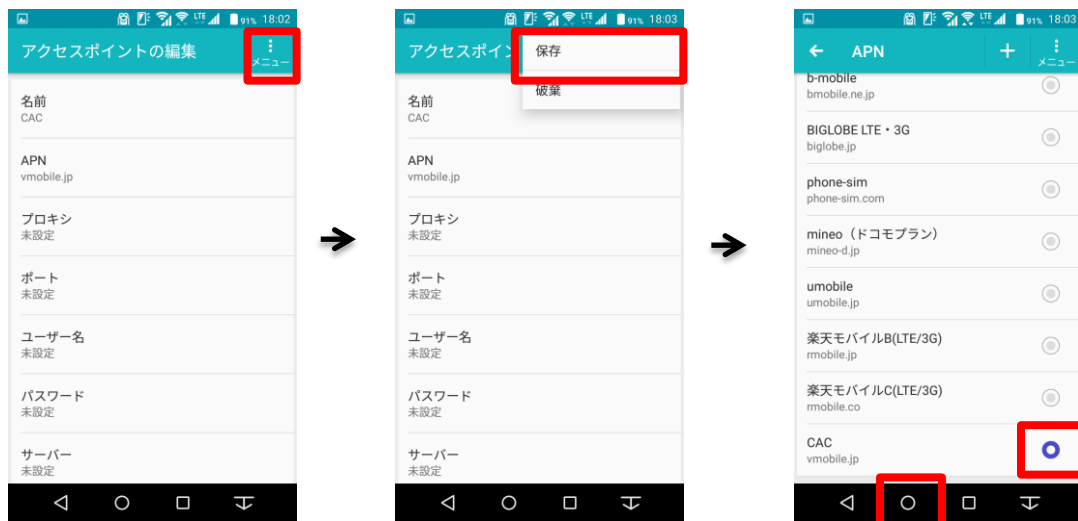 LTE 91% 18:02
アクセスポイントの編集
メニュー
名前
CAC
APN
vmobile.jp
プロキシ
未設定
ポート
未設定
ユーザー名
未設定
パスワード
未設定
サーバー
未設定
LTE 91% 18:03
アクセスポイン
保存
破棄
名前
CAC
APN
vmobile.jp
プロキシ
未設定
ポート
未設定
ユーザー名
未設定
パスワード
未設定
サーバー
未設定
LTE 91% 18:03
APN
メニュー
b-mobile
bmobile.ne.jp
BIGLOBE LTE・3G
biglobe.jp
phone-sim
phone-sim.com
mineo（ドコモプラン）
mineo-d.jp
umobile
umobile.jp
楽天モバイルB(LTE/3G)
rmobile.jp
楽天モバイルC(LTE/3G)
rmobile.co
CAC
vmobile.jp